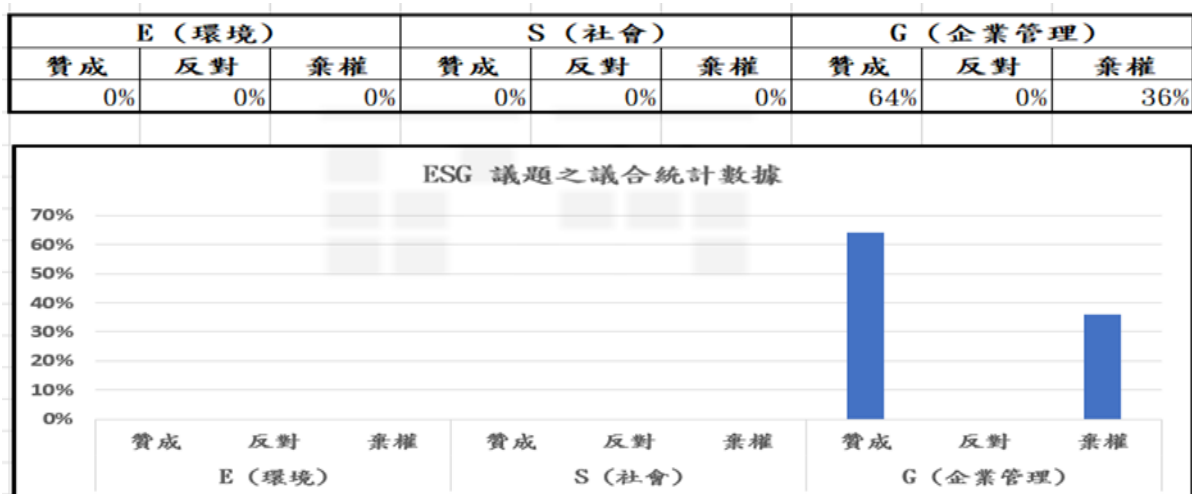 E（環境） S（社會） G（企業管理）
贊成 反對 棄權 贊成 反對 棄權 贊成 反對 棄權
0% 0% 0% 0% 0% 0% 64% 0% 36%
ESG 議題之議合統計數據
70%
60%
50%
40%
30%
20%
10%
0%
贊成 反對 棄權 贊成 反對 棄權 贊成 反對 棄權
E（環境） S（社會） G（企業管理）